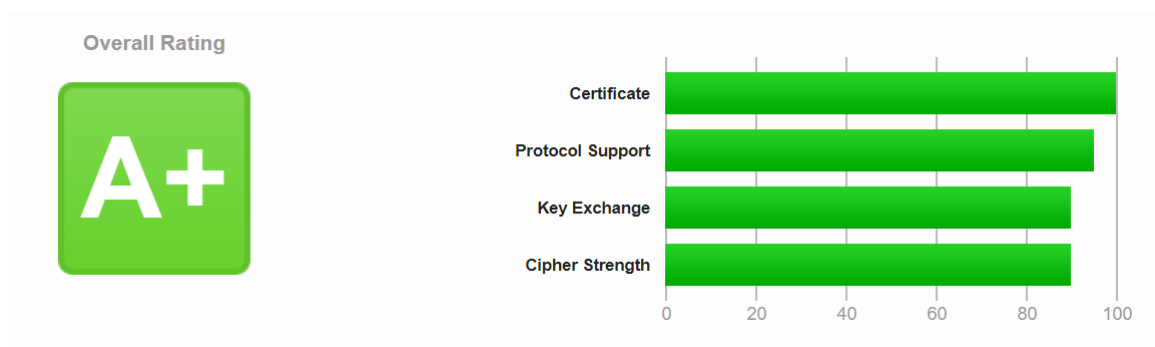 Overall Rating
A+
Certificate
Protocol Support
Key Exchange
Cipher Strength
0 20 40 60 80 100